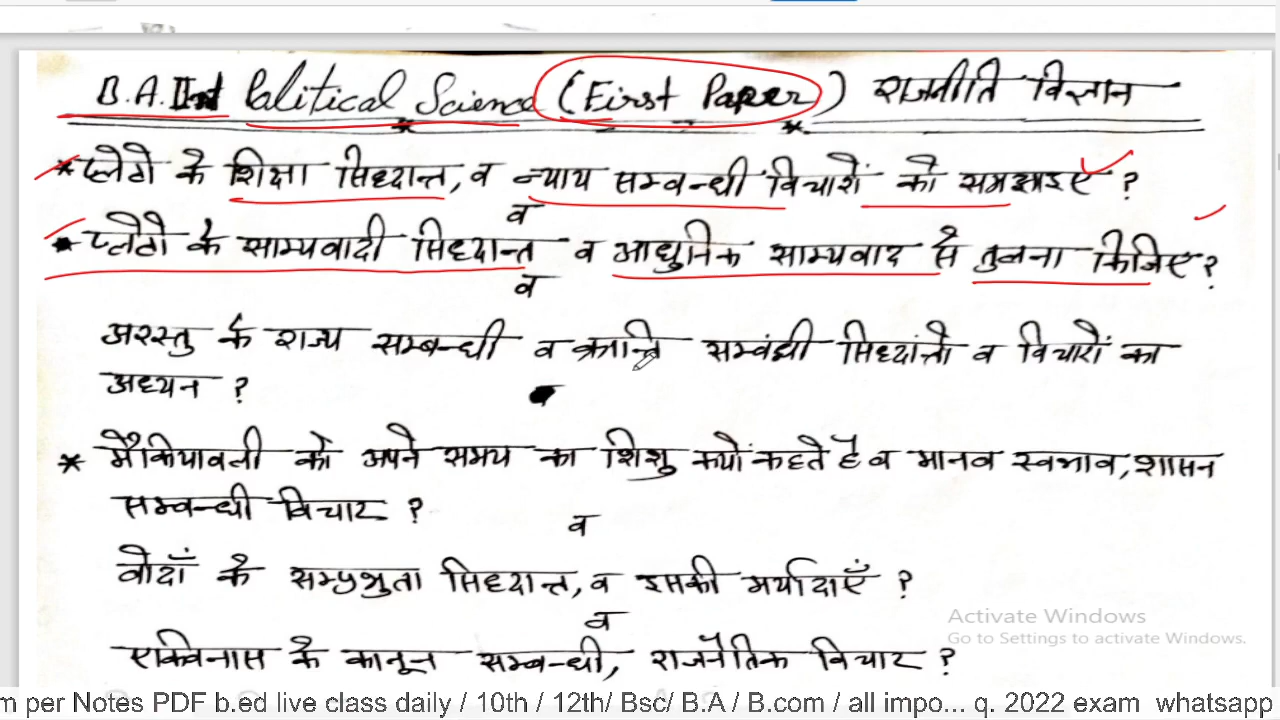 B.A. IInd Political Science (First Paper) राजनीति विज्ञान
* प्लेटो के शिक्षा सिध्दान्त, व न्याय सम्बन्धी विचारों को समझाइए ?
व
* प्लेटो के साम्यवादी सिध्दान्त व आधुनिक साम्यवाद से तुलना किजिए ?
व
अरस्तु के राज्य सम्बन्धी व क्रान्ति सम्बंधी सिध्दांतो व विचारों का
अध्यन ?
* मैकियावली को अपने समय का शिशु क्यों कहते है व मानव स्वभाव, शासन
सम्बन्धी विचार ?
व
वोदाँ के सम्प्रभुता सिध्दान्त, व इसकी मर्यादाएँ ?
व
एक्विनास के कानून सम्बन्धी, राजनैतिक विचार ?
Activate Windows
Go to Settings to activate Windows.
m per Notes PDF b.ed live class daily / 10th / 12th/ Bsc/ B.A / B.com / all impo... q. 2022 exam whatsapp